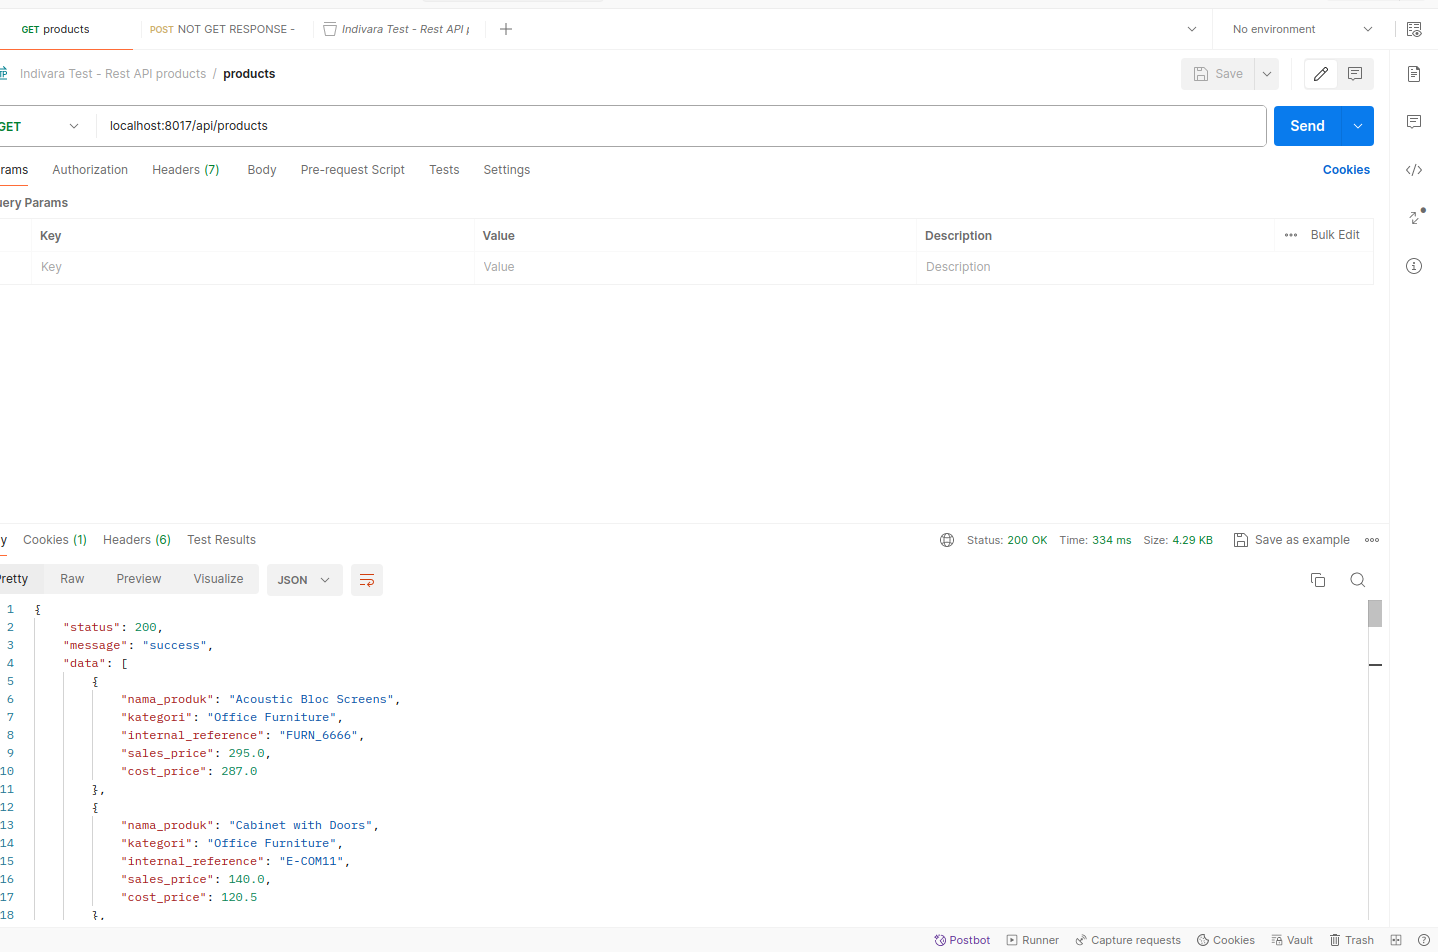 GET products
POST NOT GET RESPONSE -
Indivara Test - Rest API
No environment
Indivara Test - Rest API products / products
Save
GET
localhost:8017/api/products
Send
rams
Authorization
Headers (7)
Body
Pre-request Script
Tests
Settings
Cookies
uery Params
Key
Value
Description
Bulk Edit
Key
Value
Description
y
Cookies (1)
Headers (6)
Test Results
Status: 200 OK
Time: 334 ms
Size: 4.29 KB
Save as example
retty
Raw
Preview
Visualize
JSON
1 {
2 "status": 200,
3 "message": "success",
4 "data": [
5 {
6 "nama_produk": "Acoustic Bloc Screens",
7 "kategori": "Office Furniture",
8 "internal_reference": "FURN_6666",
9 "sales_price": 295.0,
10 "cost_price": 287.0
11 },
12 {
13 "nama_produk": "Cabinet with Doors",
14 "kategori": "Office Furniture",
15 "internal_reference": "E-COM11",
16 "sales_price": 140.0,
17 "cost_price": 120.5
18 },
Postbot
Runner
Capture requests
Cookies
Vault
Trash